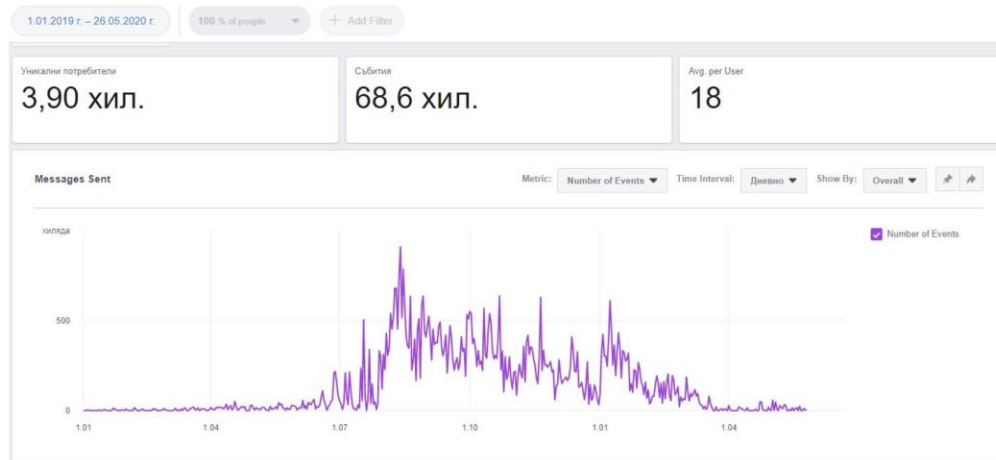 1.01.2019 г. – 26.05.2020 г.
100 % of people
+ Add Filter
Уникални потребители
3,90 хил.
Събития
68,6 хил.
Avg. per User
18
Messages Sent
Metric: Number of Events
Time Interval: Дневно
Show By: Overall
хиляда
Number of Events
500
0
1.01
1.04
1.07
1.10
1.01
1.04